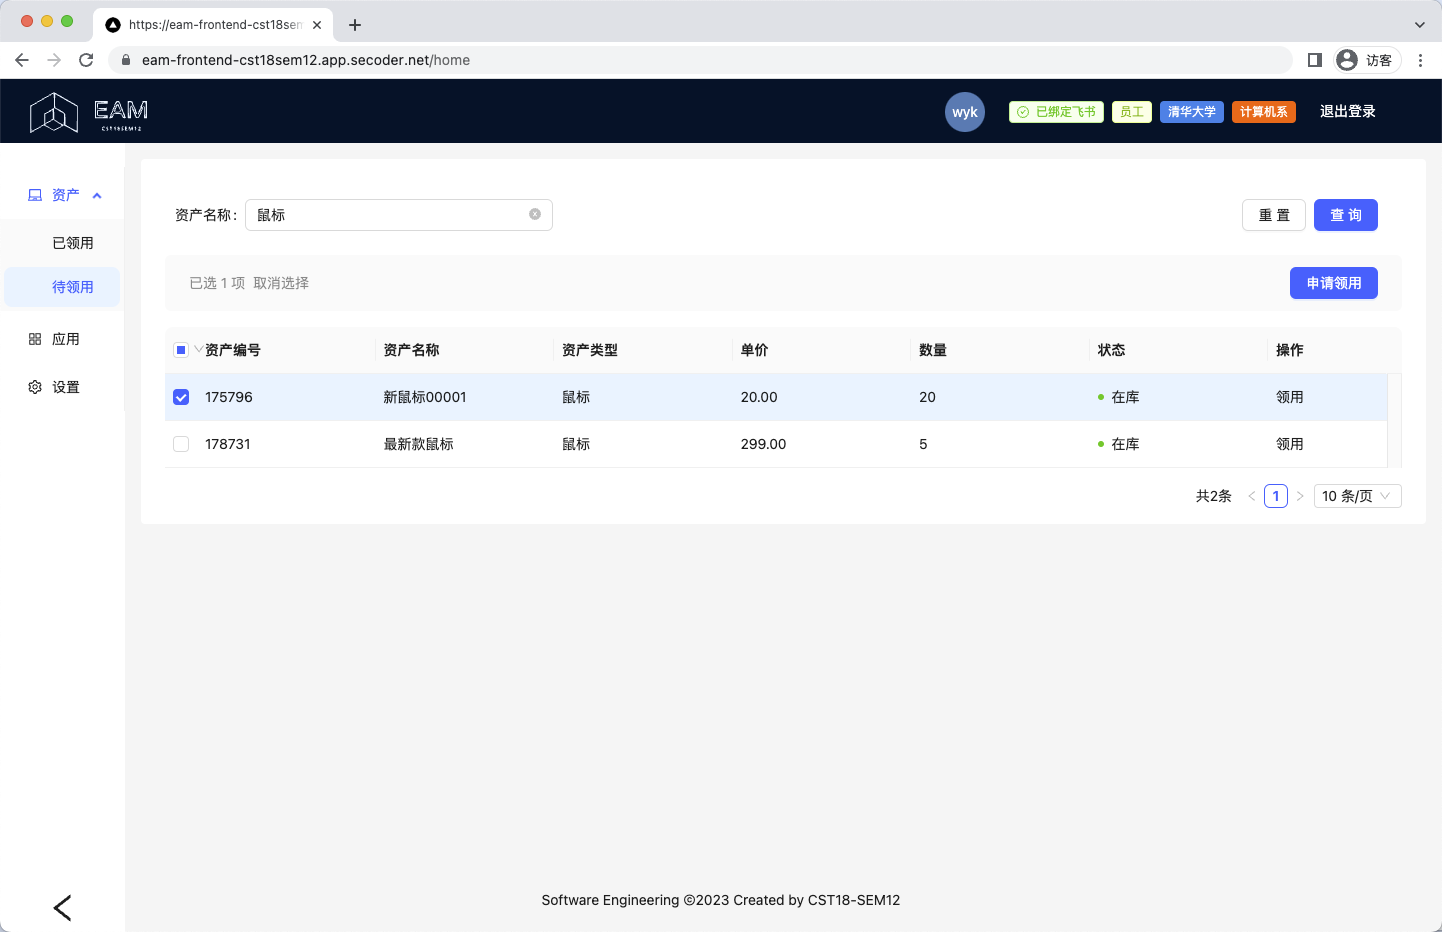 https://eam-frontend-cst18sem
eam-frontend-cst18sem12.app.secoder.net/home
访客
EAM
CST18SEM12
wyk
已绑定飞书
员工
清华大学
计算机系
退出登录
资产
已领用
待领用
应用
设置
资产名称: 鼠标
重 置
查 询
已选 1 项 取消选择
申请领用
资产编号 资产名称 资产类型 单价 数量 状态 操作
175796 新鼠标00001 鼠标 20.00 20 在库 领用
178731 最新款鼠标 鼠标 299.00 5 在库 领用
共2条 < 1 > 10 条/页
Software Engineering ©2023 Created by CST18-SEM12